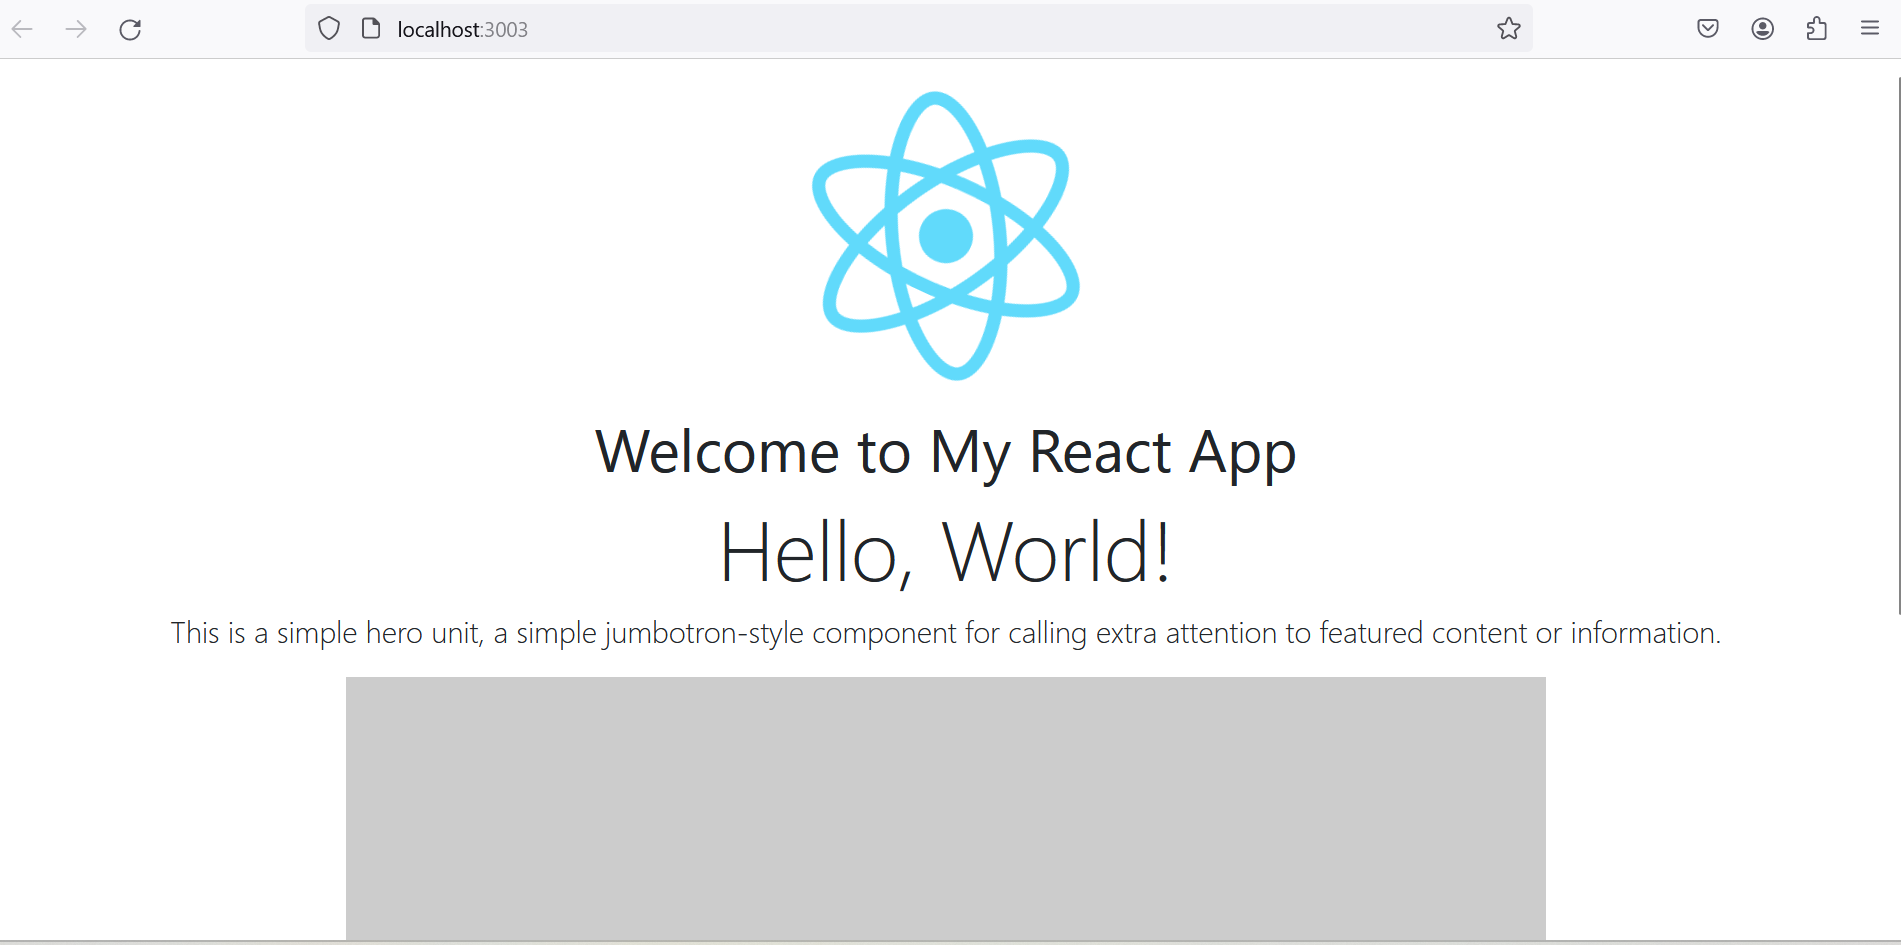 localhost:3003
Welcome to My React App
Hello, World!
This is a simple hero unit, a simple jumbotron-style component for calling extra attention to featured content or information.